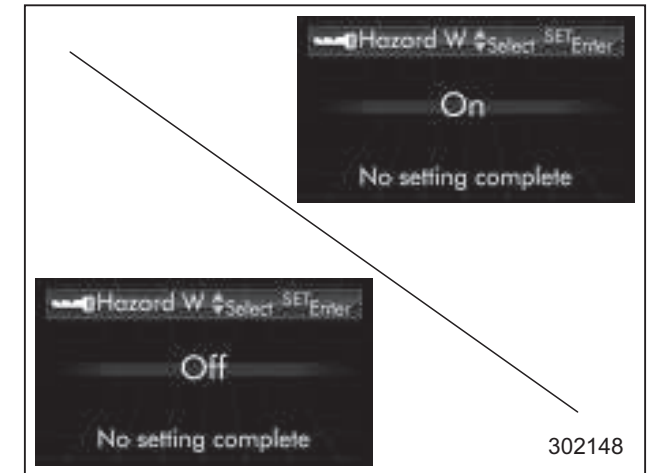 Hazard W Select SET Enter
On
No setting complete
Hazard W Select SET Enter
Off
No setting complete
302148